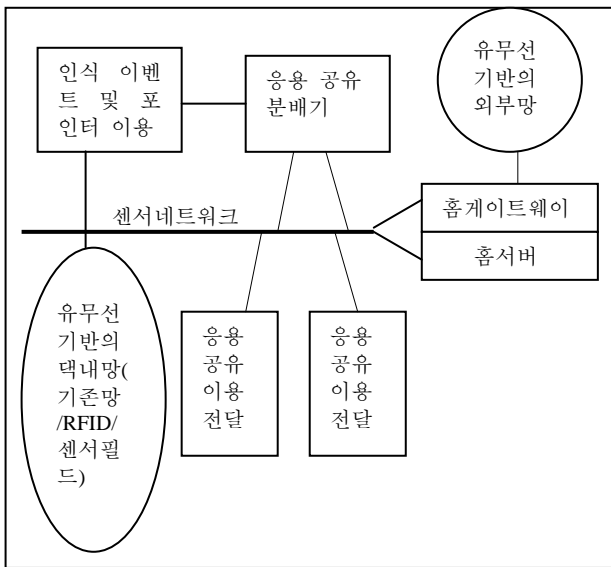 인식 이벤
트 및 포
인터 이용
응용 공유
분배기
유무선
기반의
외부망
센서네트워크
홈게이트웨이
홈서버
유무선
기반의
댁내망(
기존망
/RFID/
센서필
드)
응용
공유
이용
전달
응용
공유
이용
전달